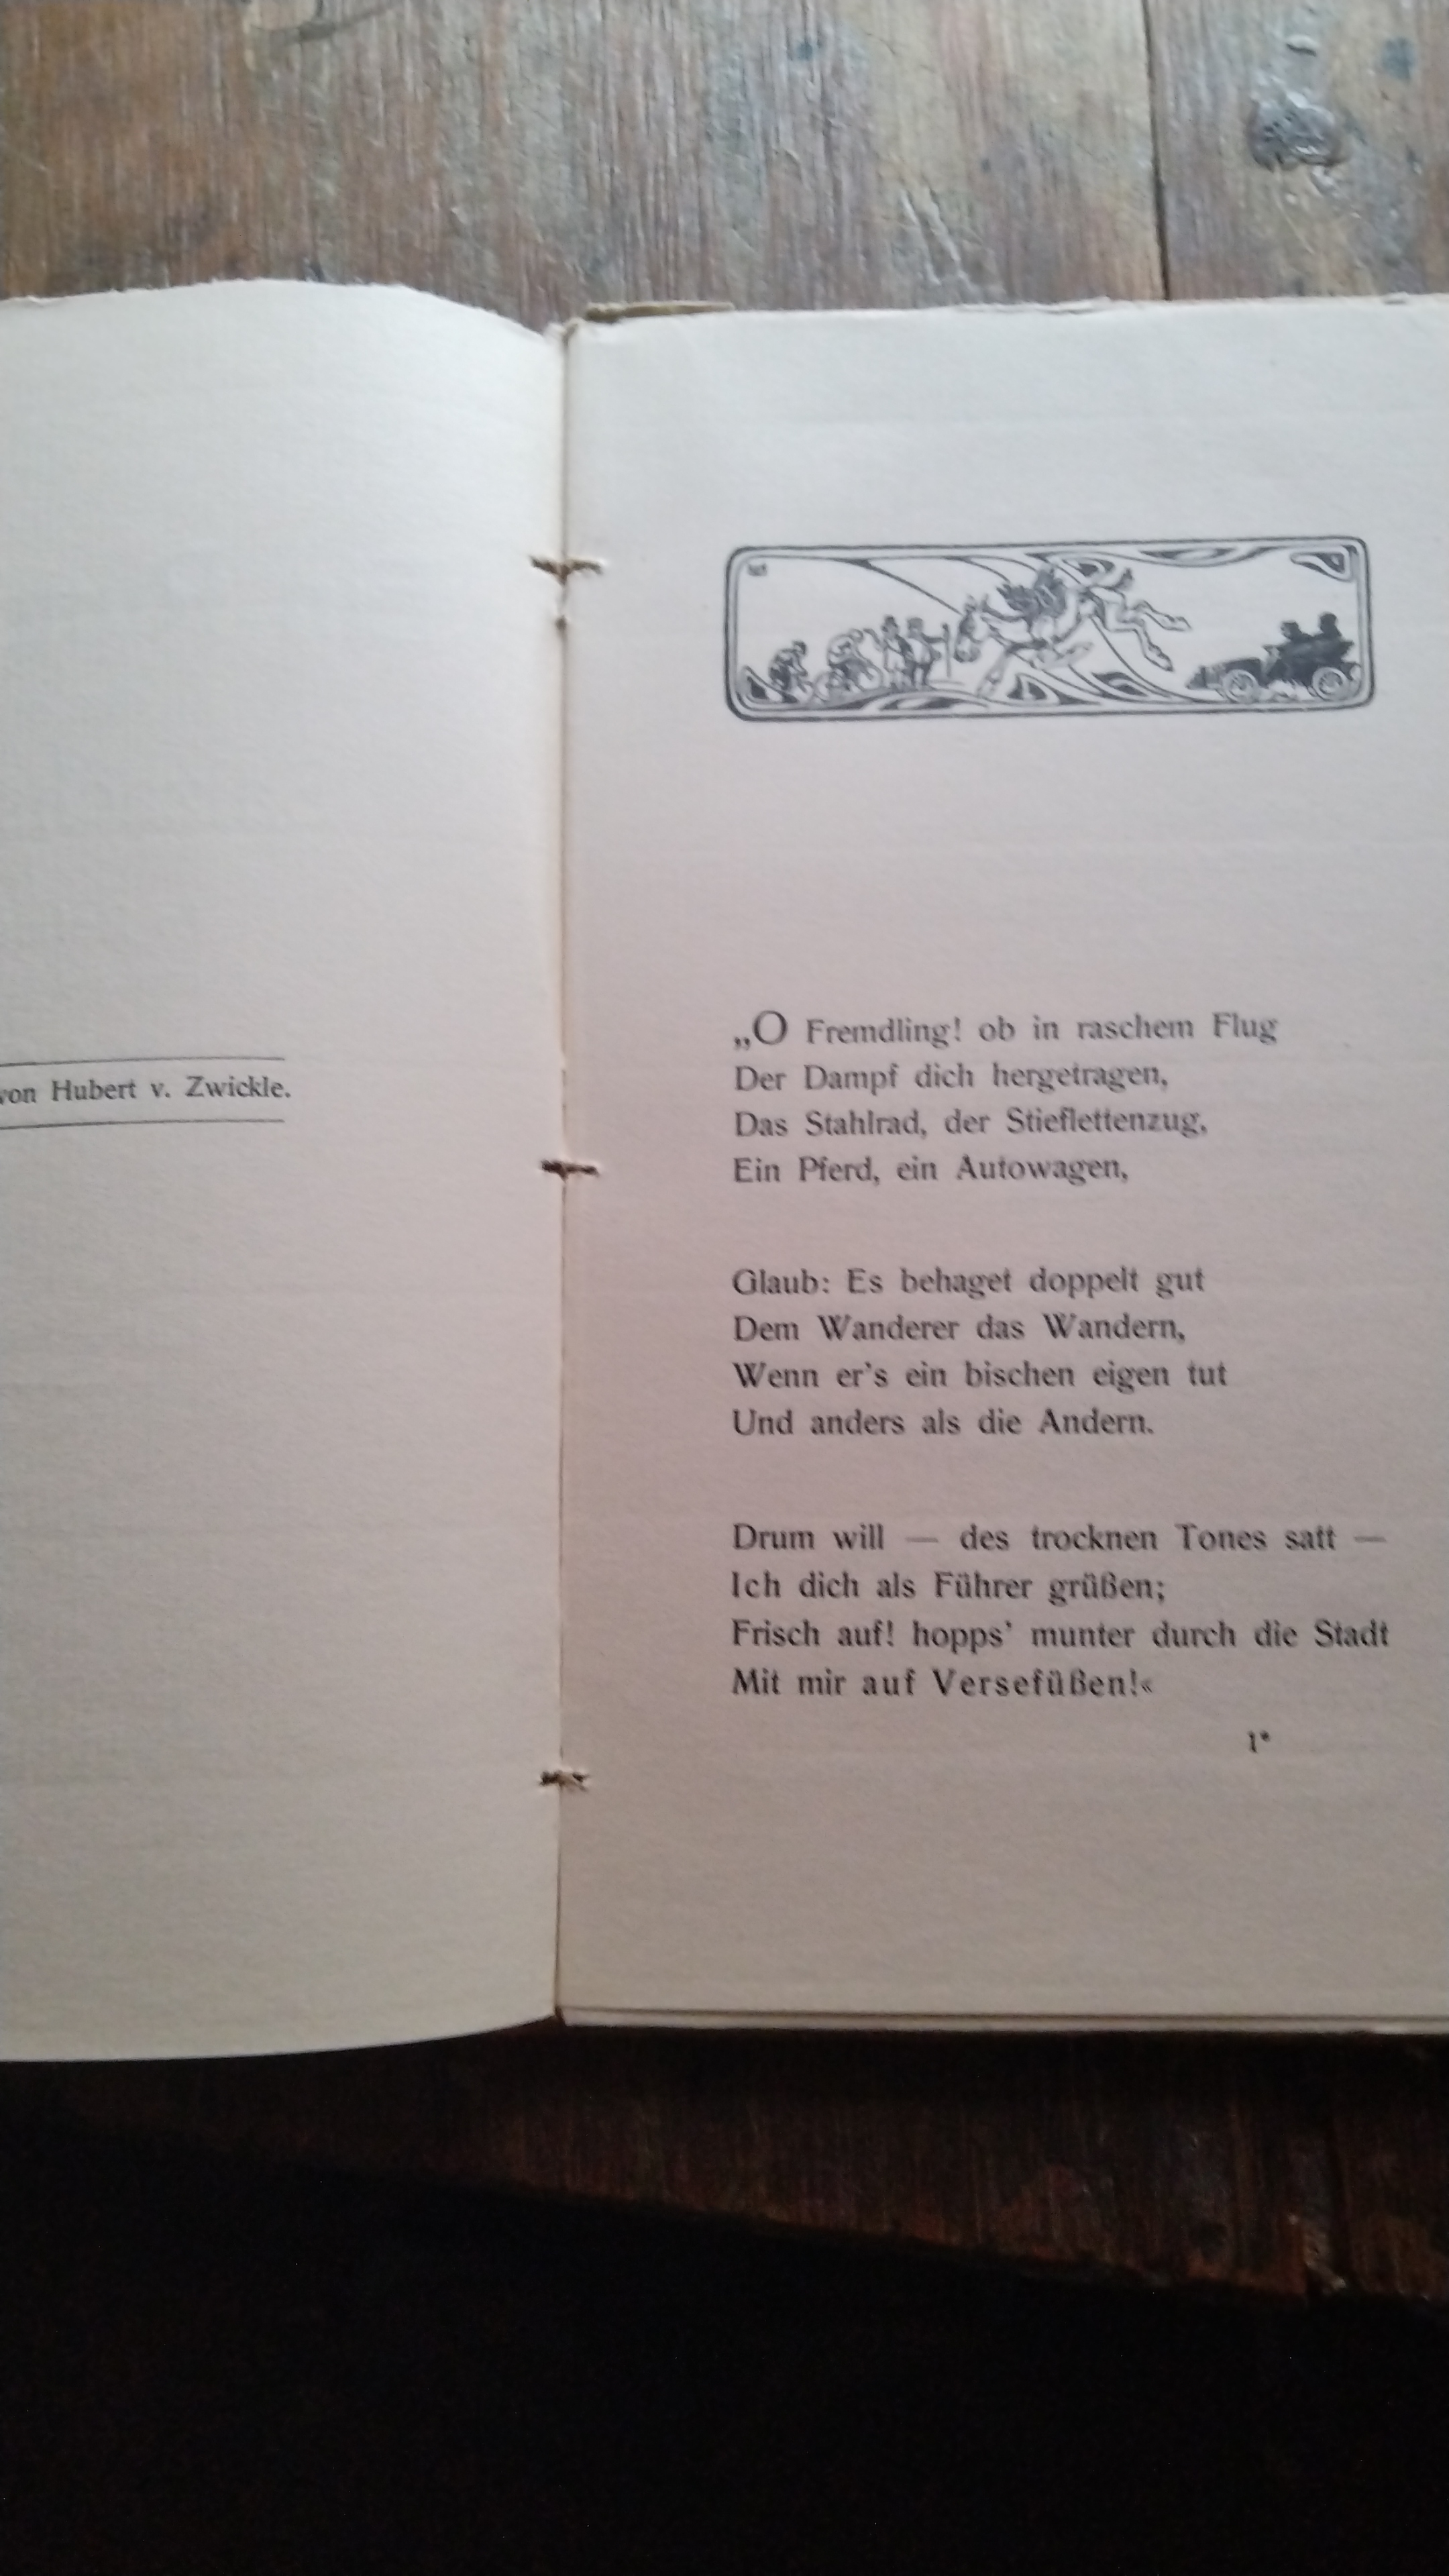 von Hubert v. Zwickle.
„O Fremdling! ob in raschem Flug
Der Dampf dich hergetragen,
Das Stahlrad, der Stieflettenzug,
Ein Pferd, ein Autowagen,
Glaub: Es behaget doppelt gut
Dem Wanderer das Wandern,
Wenn er's ein bischen eigen tut
Und anders als die Andern.
Drum will — des trocknen Tones satt —
Ich dich als Führer grüßen;
Frisch auf! hopps' munter durch die Stadt
Mit mir auf Versefüßen!«
1*